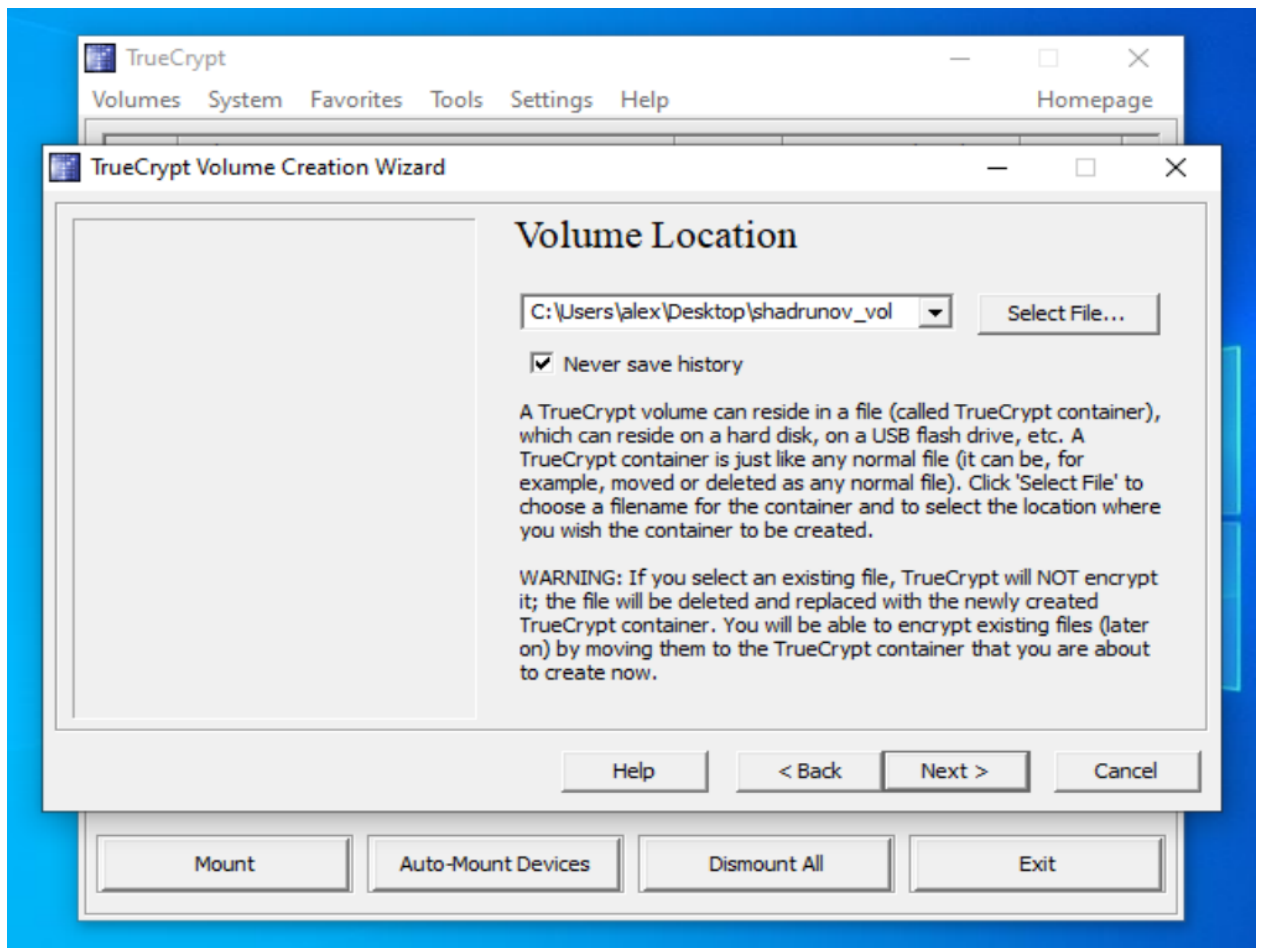 TrueCrypt
Volumes System Favorites Tools Settings Help Homepage
TrueCrypt Volume Creation Wizard
Volume Location
C:\Users\alex\Desktop\shadrunov_vol
Select File...
Never save history
A TrueCrypt volume can reside in a file (called TrueCrypt container),
which can reside on a hard disk, on a USB flash drive, etc. A
TrueCrypt container is just like any normal file (it can be, for
example, moved or deleted as any normal file). Click 'Select File' to
choose a filename for the container and to select the location where
you wish the container to be created.
WARNING: If you select an existing file, TrueCrypt will NOT encrypt
it; the file will be deleted and replaced with the newly created
TrueCrypt container. You will be able to encrypt existing files (later
on) by moving them to the TrueCrypt container that you are about
to create now.
Help < Back Next > Cancel
Mount Auto-Mount Devices Dismount All Exit